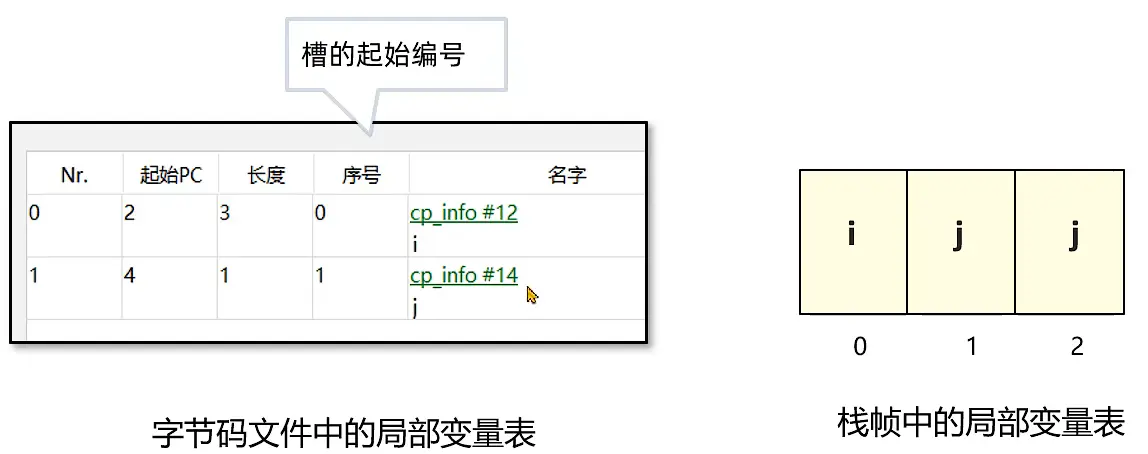 槽的起始编号
Nr. 起始PC 长度 序号 名字
0 2 3 0 cp_info #12
i
1 4 1 1 cp_info #14
j
字节码文件中的局部变量表
i j j
0 1 2
栈帧中的局部变量表